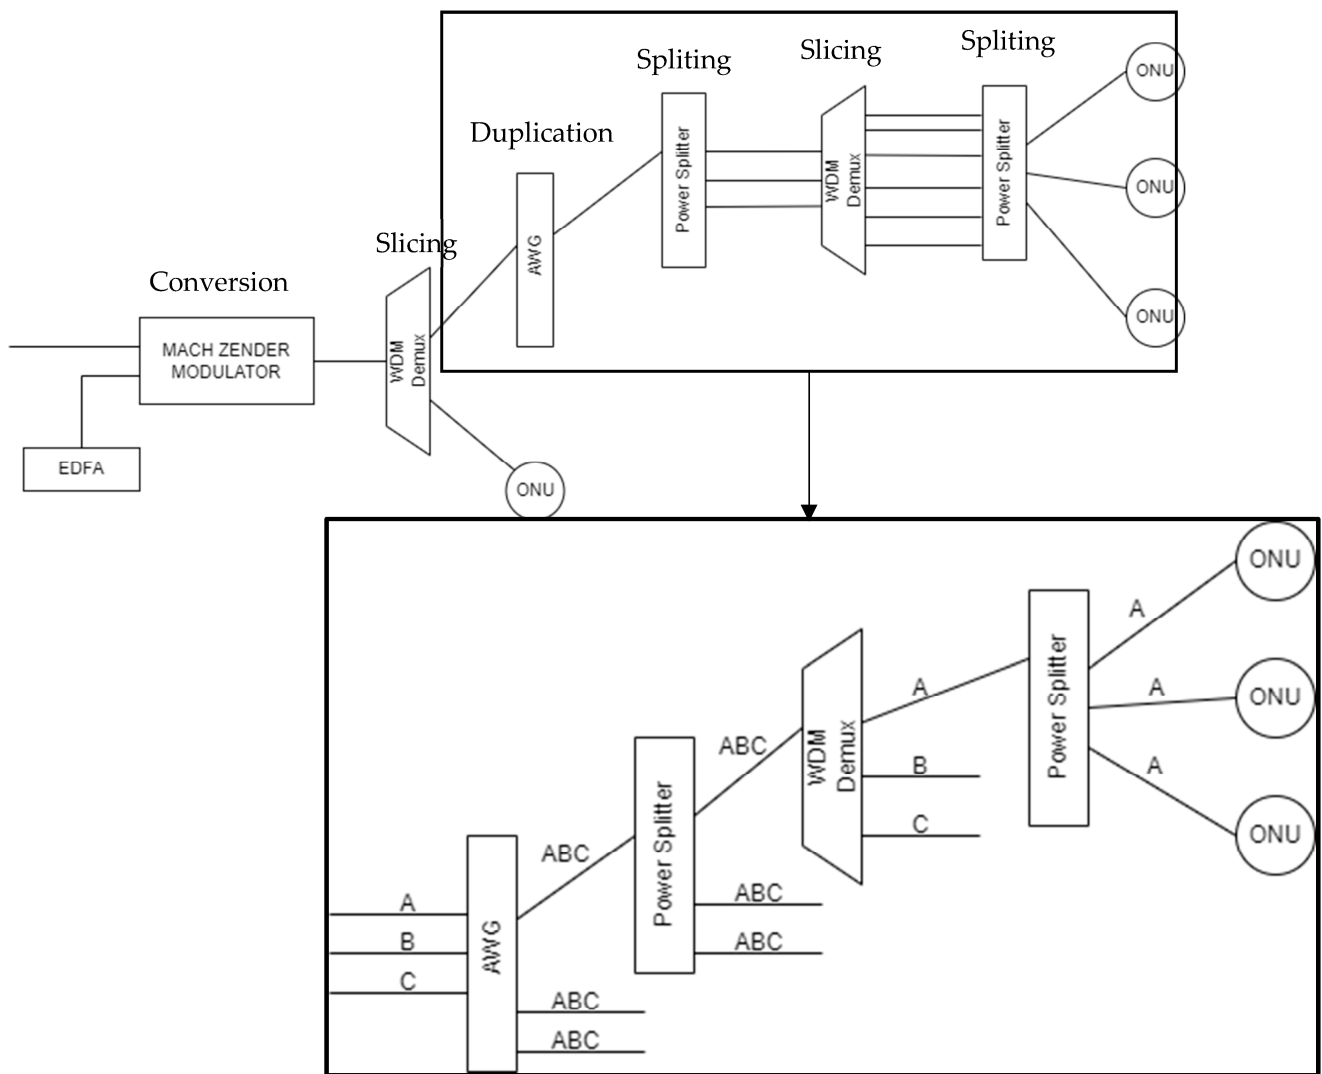 Spliting
Slicing
Spliting
ONU
Duplication
Power Splitter
WDM
Demux
Power Splitter
ONU
Slicing
AWG
Conversion
ONU
MACH ZENDER
MODULATOR
WDM
Demux
EDFA
ONU
ONU
A
Power Splitter
A
A
ONU
ABC
WDM
Demux
B
A
C
ONU
ABC
Power Splitter
ABC
A
B
AWG
ABC
C
ABC
ABC